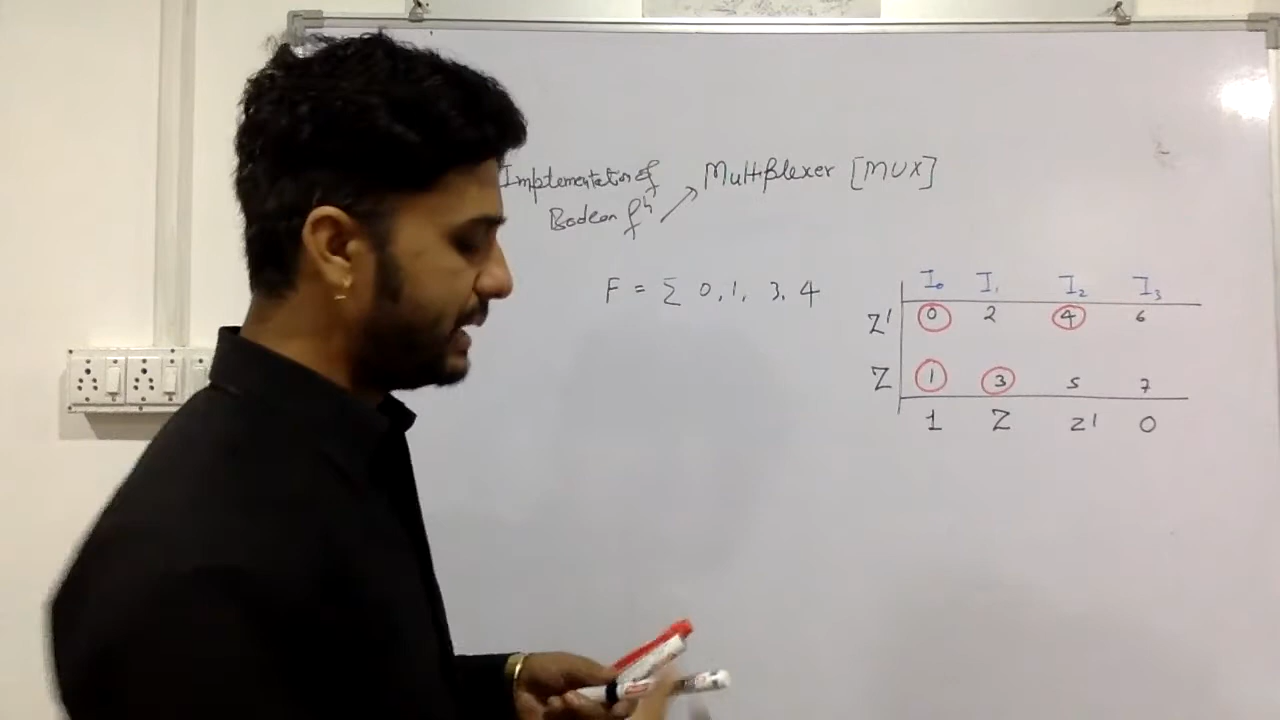 Implementation of Multiplexer [MUX]
Boolean fⁿ
F = Σ 0, 1, 3, 4
I₀ I₁ I₂ I₃
Z' 0 2 4 6
Z 1 3 5 7
1 Z Z' 0